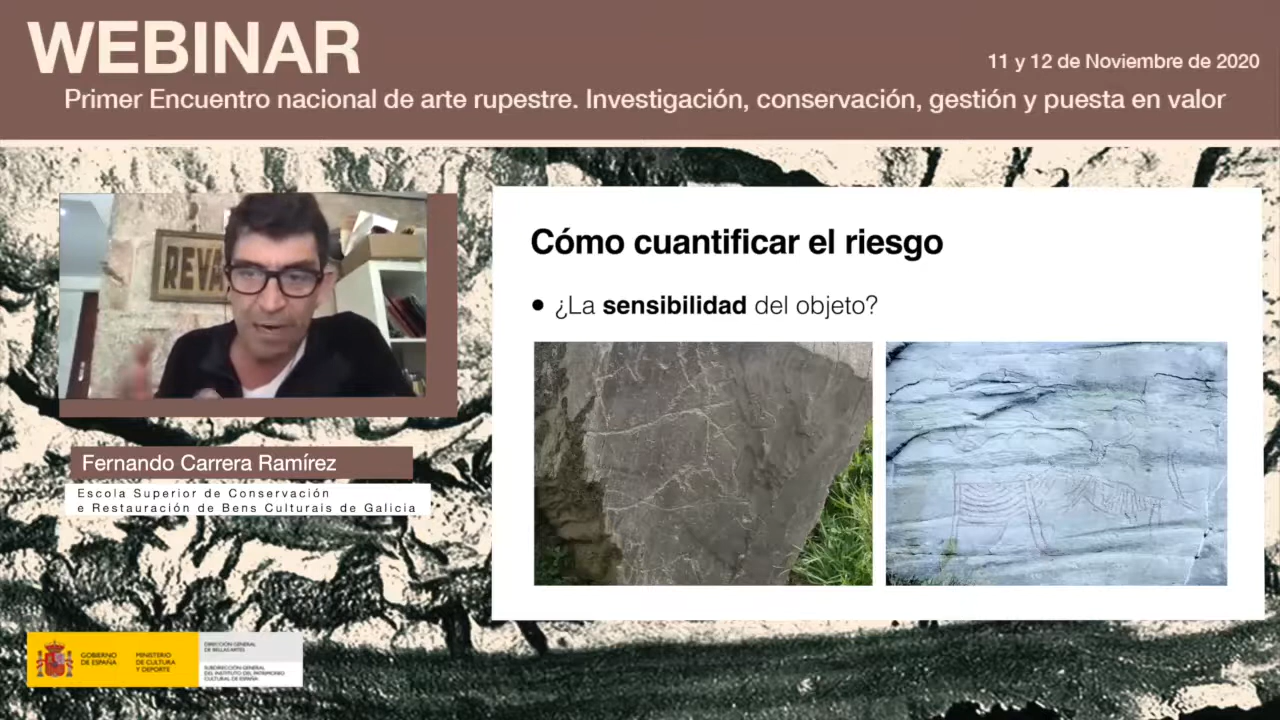 WEBINAR
11 y 12 de Noviembre de 2020
Primer Encuentro nacional de arte rupestre. Investigación, conservación, gestión y puesta en valor
REVA
Cómo cuantificar el riesgo
● ¿La sensibilidad del objeto?
Fernando Carrera Ramírez
Escola Superior de Conservación
e Restauración de Bens Culturais de Galicia
GOBIERNO
DE ESPAÑA
MINISTERIO
DE CULTURA
Y DEPORTE
DIRECCIÓN GENERAL
DE BELLAS ARTES
SUBDIRECCIÓN GENERAL
DEL INSTITUTO DEL PATRIMONIO
CULTURAL DE ESPAÑA